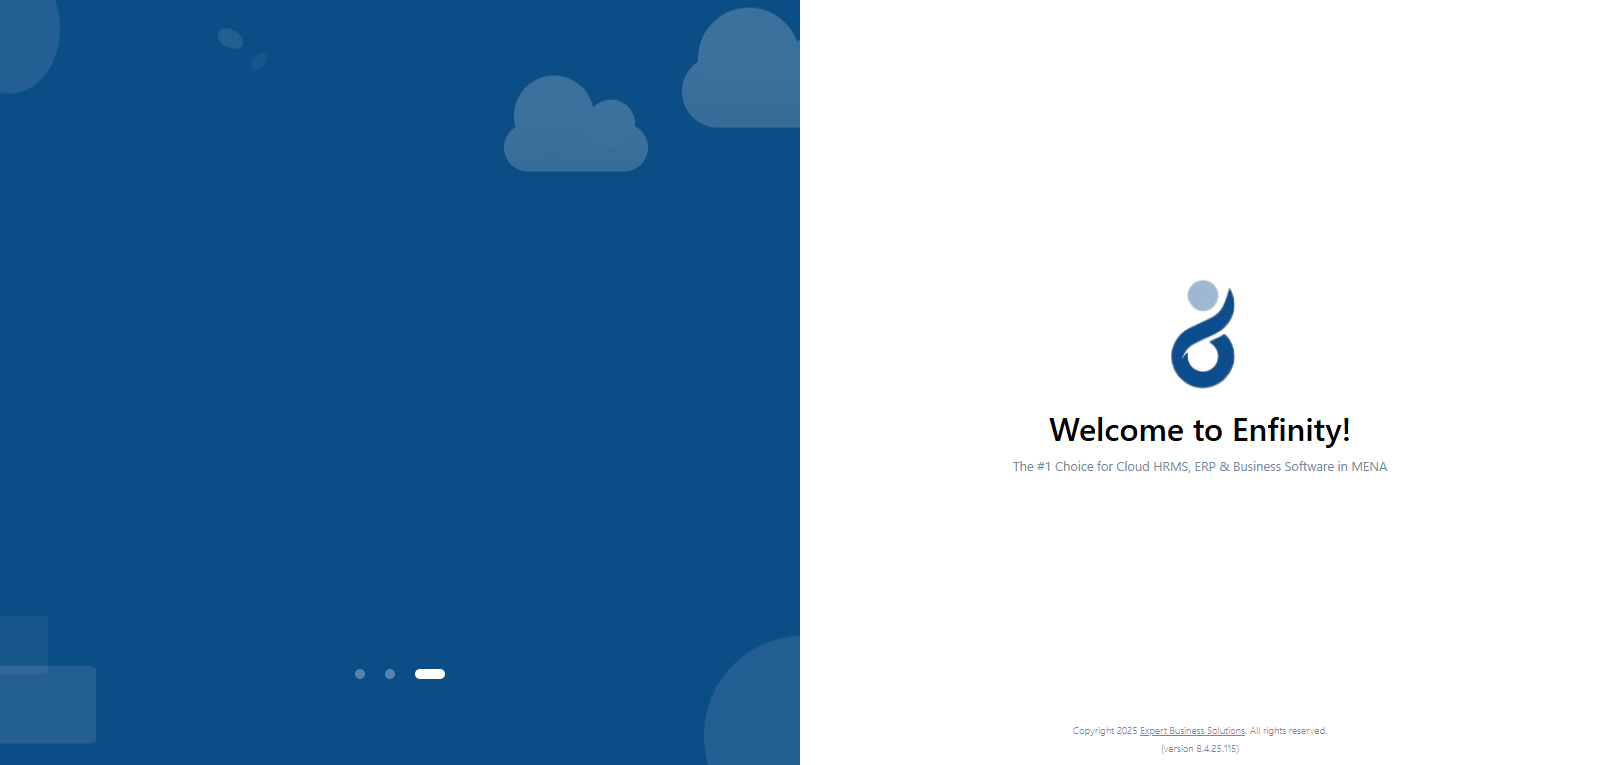 Welcome to Enfinity!
The #1 Choice for Cloud HRMS, ERP & Business Software in MENA
Copyright 2025 Expert Business Solutions. All rights reserved.
(version 8.4.25.115)